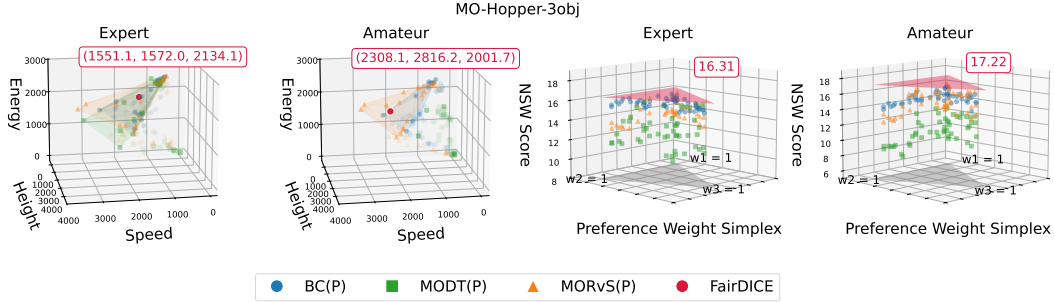 MO-Hopper-3obj
Expert
(1551.1, 1572.0, 2134.1)
3000
2000
1000
0
Energy
0
1000
2000
3000
Height
4000
3000
2000
1000
0
Speed
Amateur
(2308.1, 2816.2, 2001.7)
3000
2000
1000
0
Energy
0
1000
2000
3000
Height
4000
3000
2000
1000
0
Speed
Expert
16.31
18
16
14
12
10
8
NSW Score
w1 = 1
w2 = 1
w3 = 1
Preference Weight Simplex
Amateur
17.22
18
16
14
12
10
8
6
NSW Score
w1 = 1
w2 = 1
w3 = 1
Preference Weight Simplex
BC(P)
MODT(P)
MORvS(P)
FairDICE